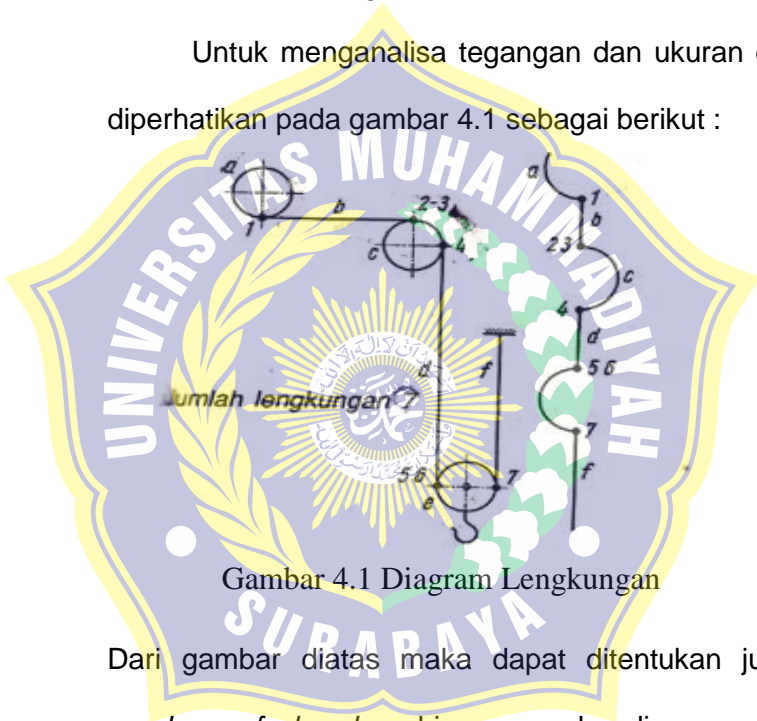 Untuk menganalisa tegangan dan ukuran
diperhatikan pada gambar 4.1 sebagai berikut :
UNIVERSITAS MUHAMMADIYAH
SURABAYA
a
1
b
2-3
c
4
d
f
5 6
e
7
Jumlah lengkungan 7
a
1
b
2 3
c
4
d
5 6
7
f
Gambar 4.1 Diagram Lengkungan
Dari gambar diatas maka dapat ditentukan